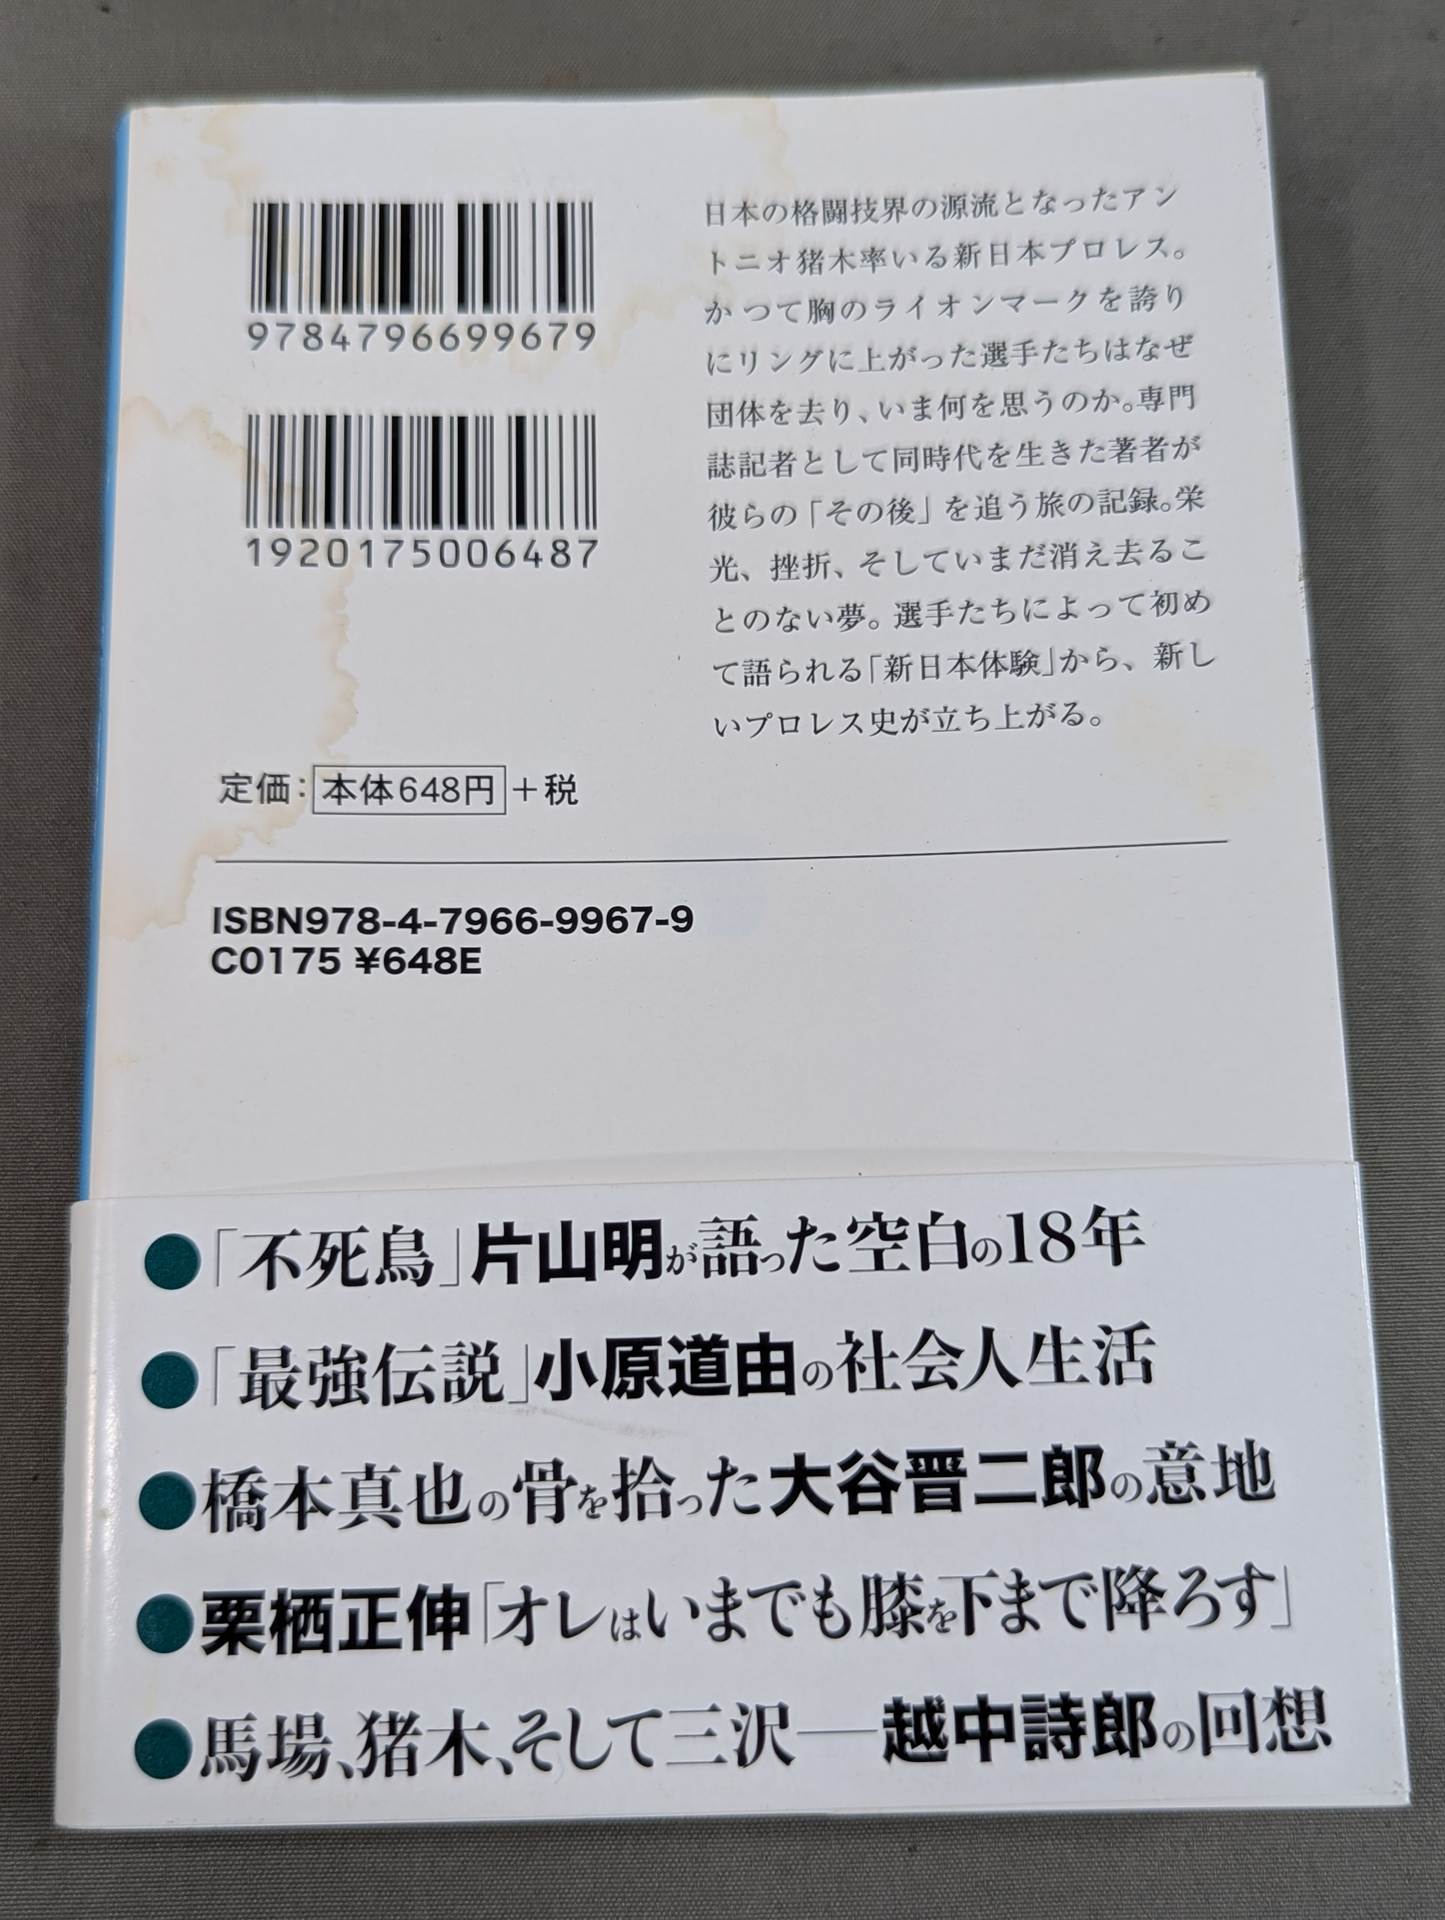 9784796699679
1920175006487
日本の格闘技界の源流となったアン
トニオ猪木率いる新日本プロレス。
かつて胸のライオンマークを誇り
にリングに上がった選手たちはなぜ
団体を去り、いま何を思うのか。専門
誌記者として同時代を生きた著者が
彼らの「その後」を追う旅の記録。栄
光、挫折、そしていまだ消え去るこ
とのない夢。選手たちによって初め
て語られる「新日本体験」から、新し
いプロレス史が立ち上がる。
定価：本体648円＋税
ISBN978-4-7966-9967-9
C0175 ¥648E
●「不死鳥」片山明が語った空白の18年
●「最強伝説」小原道由の社会人生活
●橋本真也の骨を拾った大谷晋二郎の意地
●栗栖正伸「オレはいまでも膝を下まで降ろす」
●馬場、猪木、そして三沢――越中詩郎の回想